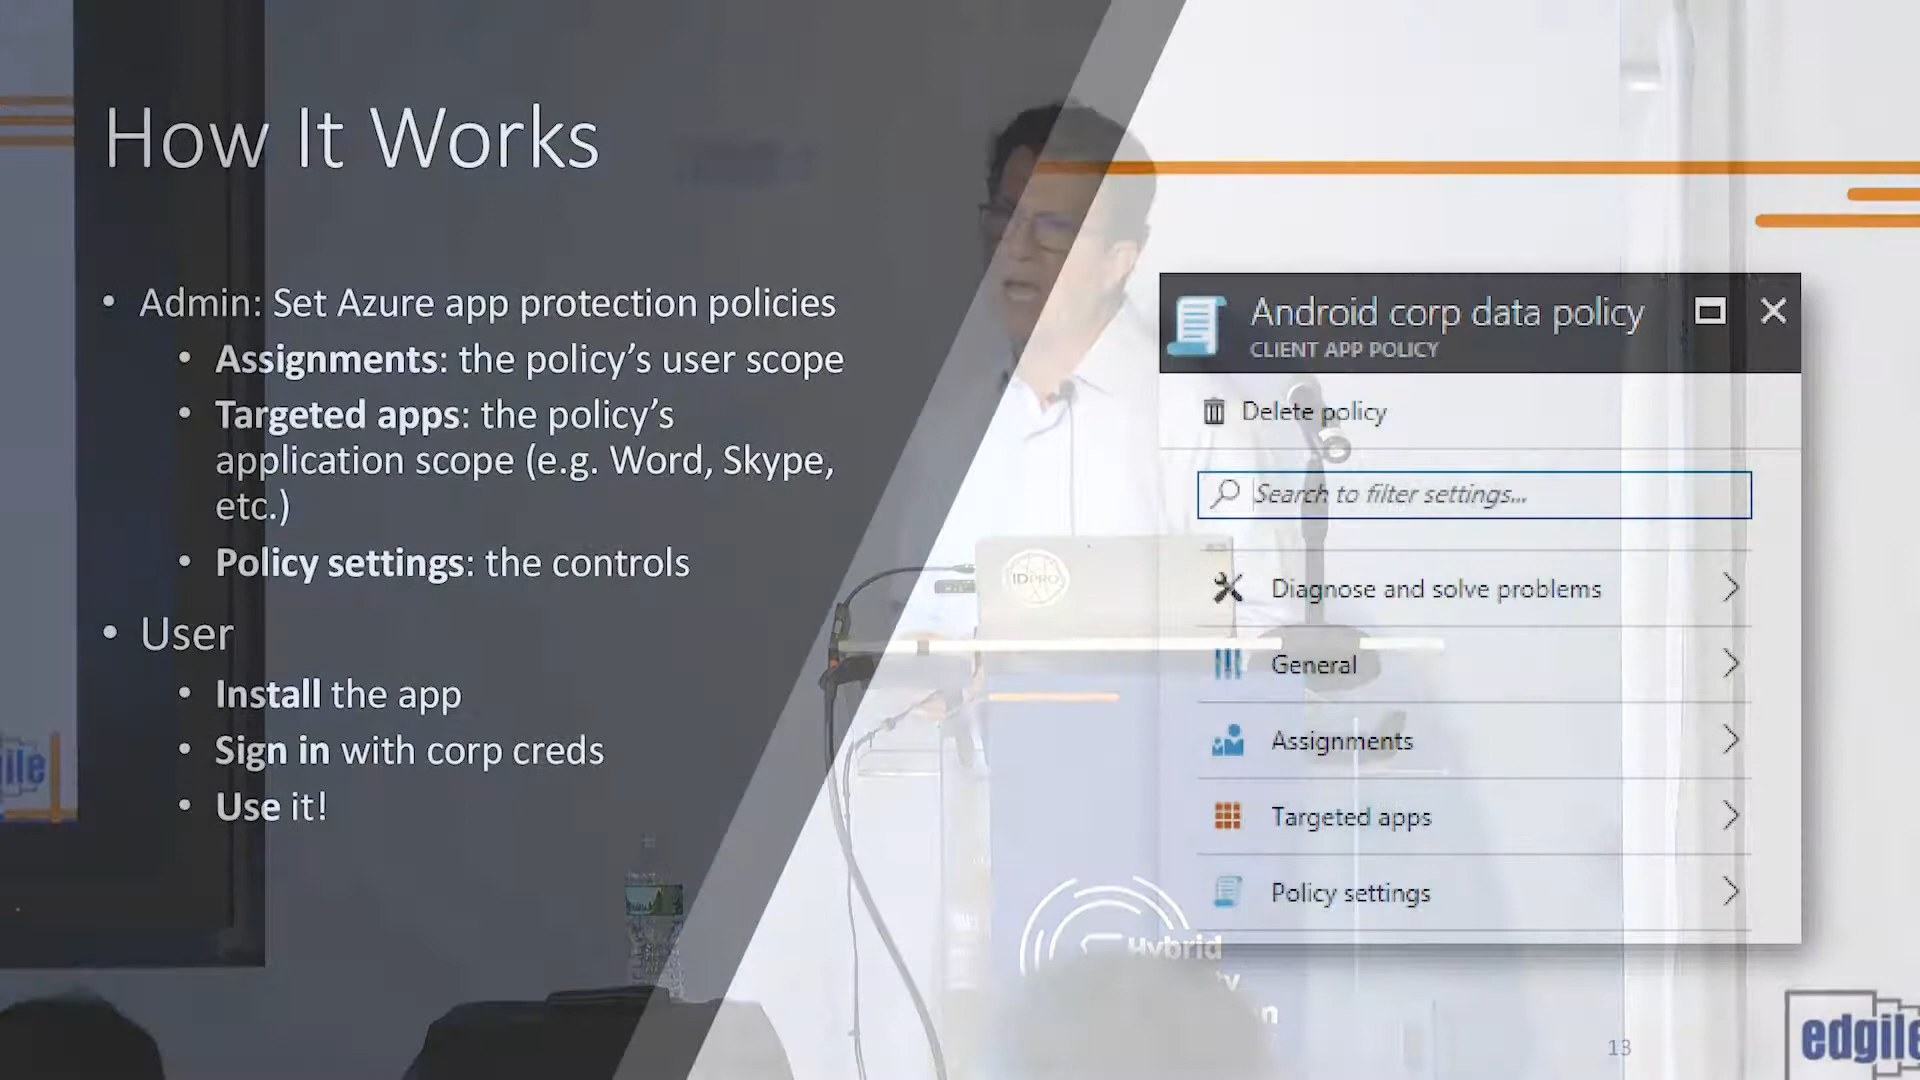 How It Works
• Admin: Set Azure app protection policies
• Assignments: the policy's user scope
• Targeted apps: the policy's
application scope (e.g. Word, Skype,
etc.)
• Policy settings: the controls
• User
• Install the app
• Sign in with corp creds
• Use it!
Android corp data policy
CLIENT APP POLICY
Delete policy
Search to filter settings...
Diagnose and solve problems
General
Assignments
Targeted apps
Policy settings
IDPRO
Hybrid
13
edgile